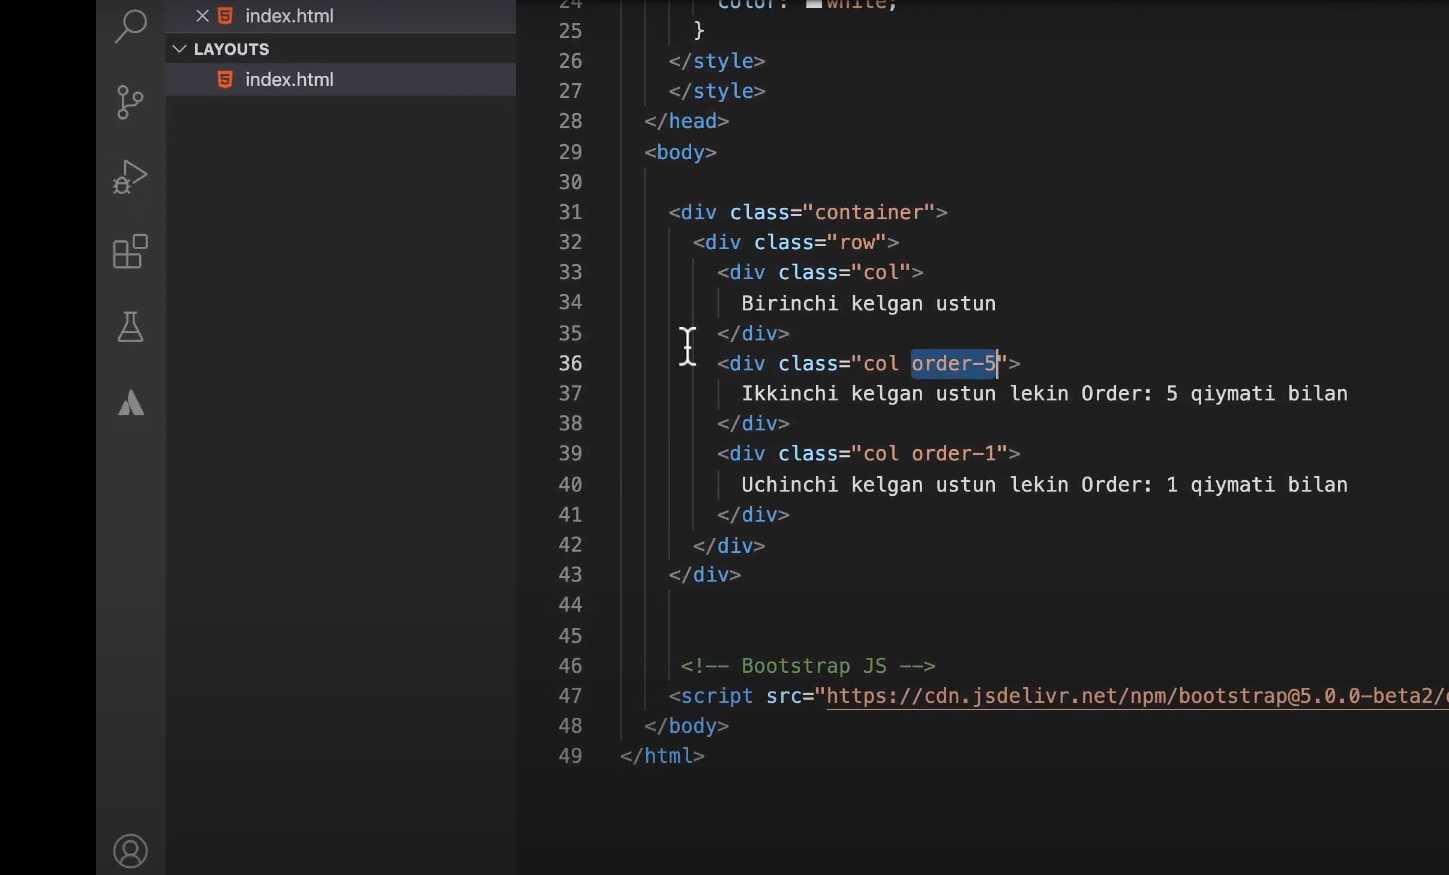 index.html
LAYOUTS
index.html
24 color: white;
25 }
26 </style>
27 </style>
28 </head>
29 <body>
30
31 <div class="container">
32 <div class="row">
33 <div class="col">
34 Birinchi kelgan ustun
35 </div>
36 <div class="col order-5">
37 Ikkinchi kelgan ustun lekin Order: 5 qiymati bilan
38 </div>
39 <div class="col order-1">
40 Uchinchi kelgan ustun lekin Order: 1 qiymati bilan
41 </div>
42 </div>
43 </div>
44
45
46 <!-- Bootstrap JS -->
47 <script src="https://cdn.jsdelivr.net/npm/bootstrap@5.0.0-beta2/
48 </body>
49 </html>